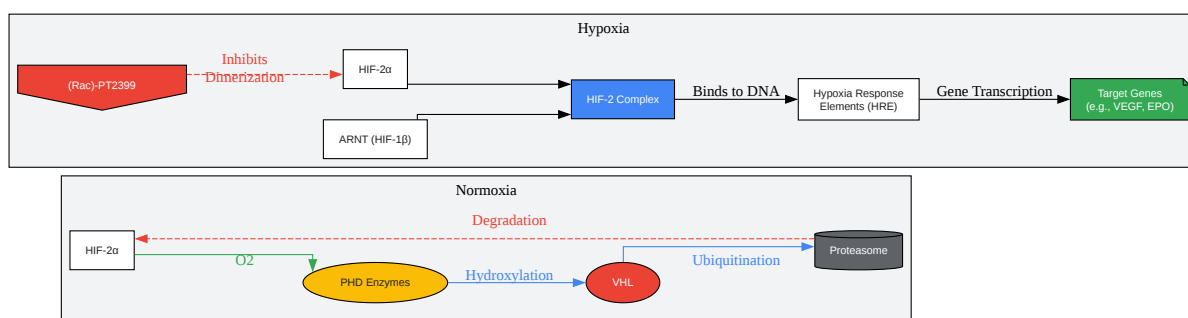 Hypoxia
Inhibits
Dimerization
(Rac)-PT2399
HIF-2α
ARNT (HIF-1β)
HIF-2 Complex
Binds to DNA
Hypoxia Response
Elements (HRE)
Gene Transcription
Target Genes
(e.g., VEGF, EPO)
Normoxia
Degradation
HIF-2α
O2
PHD Enzymes
Hydroxylation
VHL
Ubiquitination
Proteasome